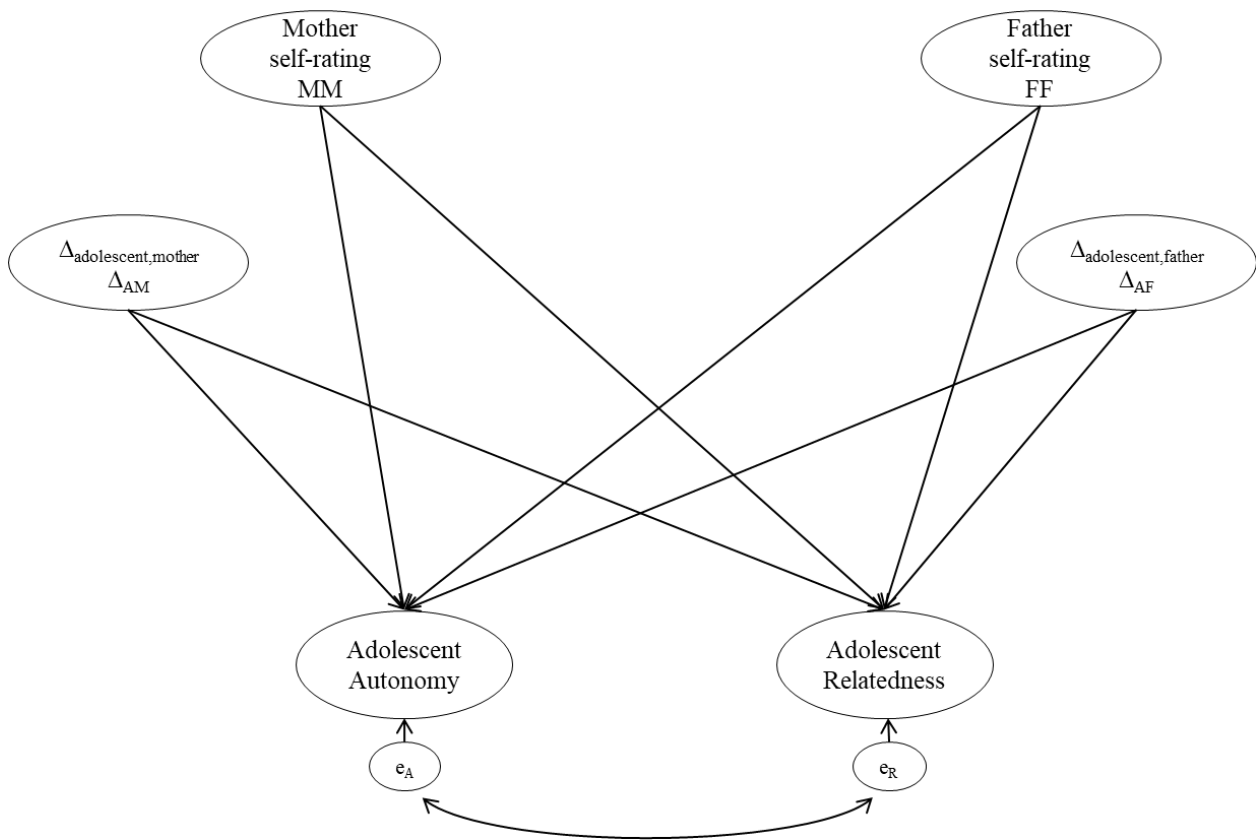 Mother
self-rating
MM
Father
self-rating
FF
Δadolescent,mother
ΔAM
Δadolescent,father
ΔAF
Adolescent
Autonomy
Adolescent
Relatedness
eA
eR